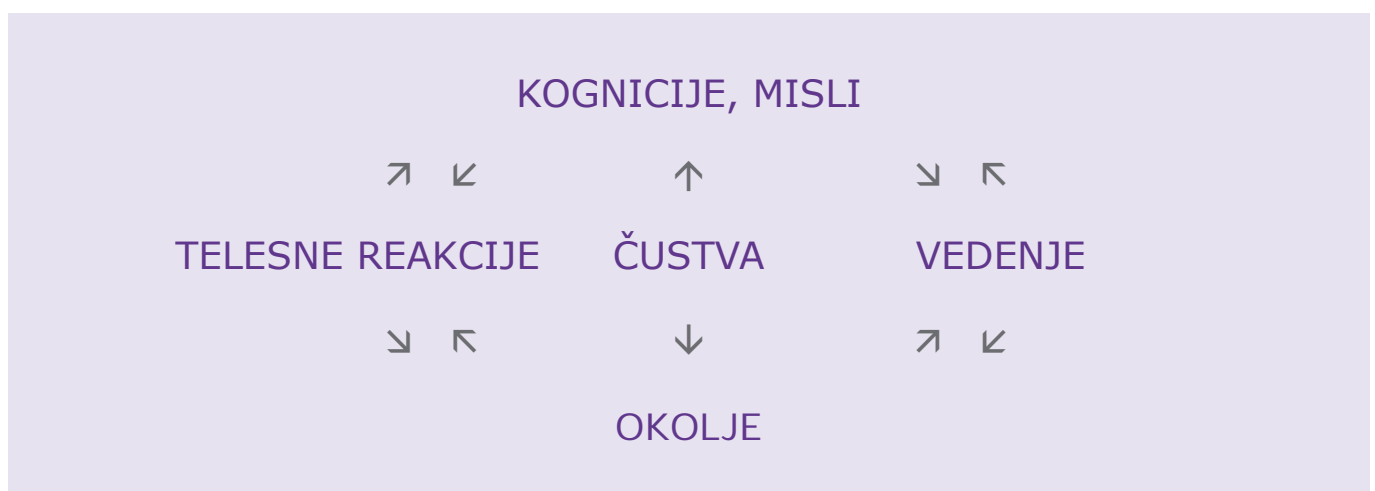 KOGNICIJE, MISLI
↗ ↙ ↑ ↘ ↖
TELESNE REAKCIJE ČUSTVA VEDENJE
↘ ↖ ↓ ↗ ↙
OKOLJE